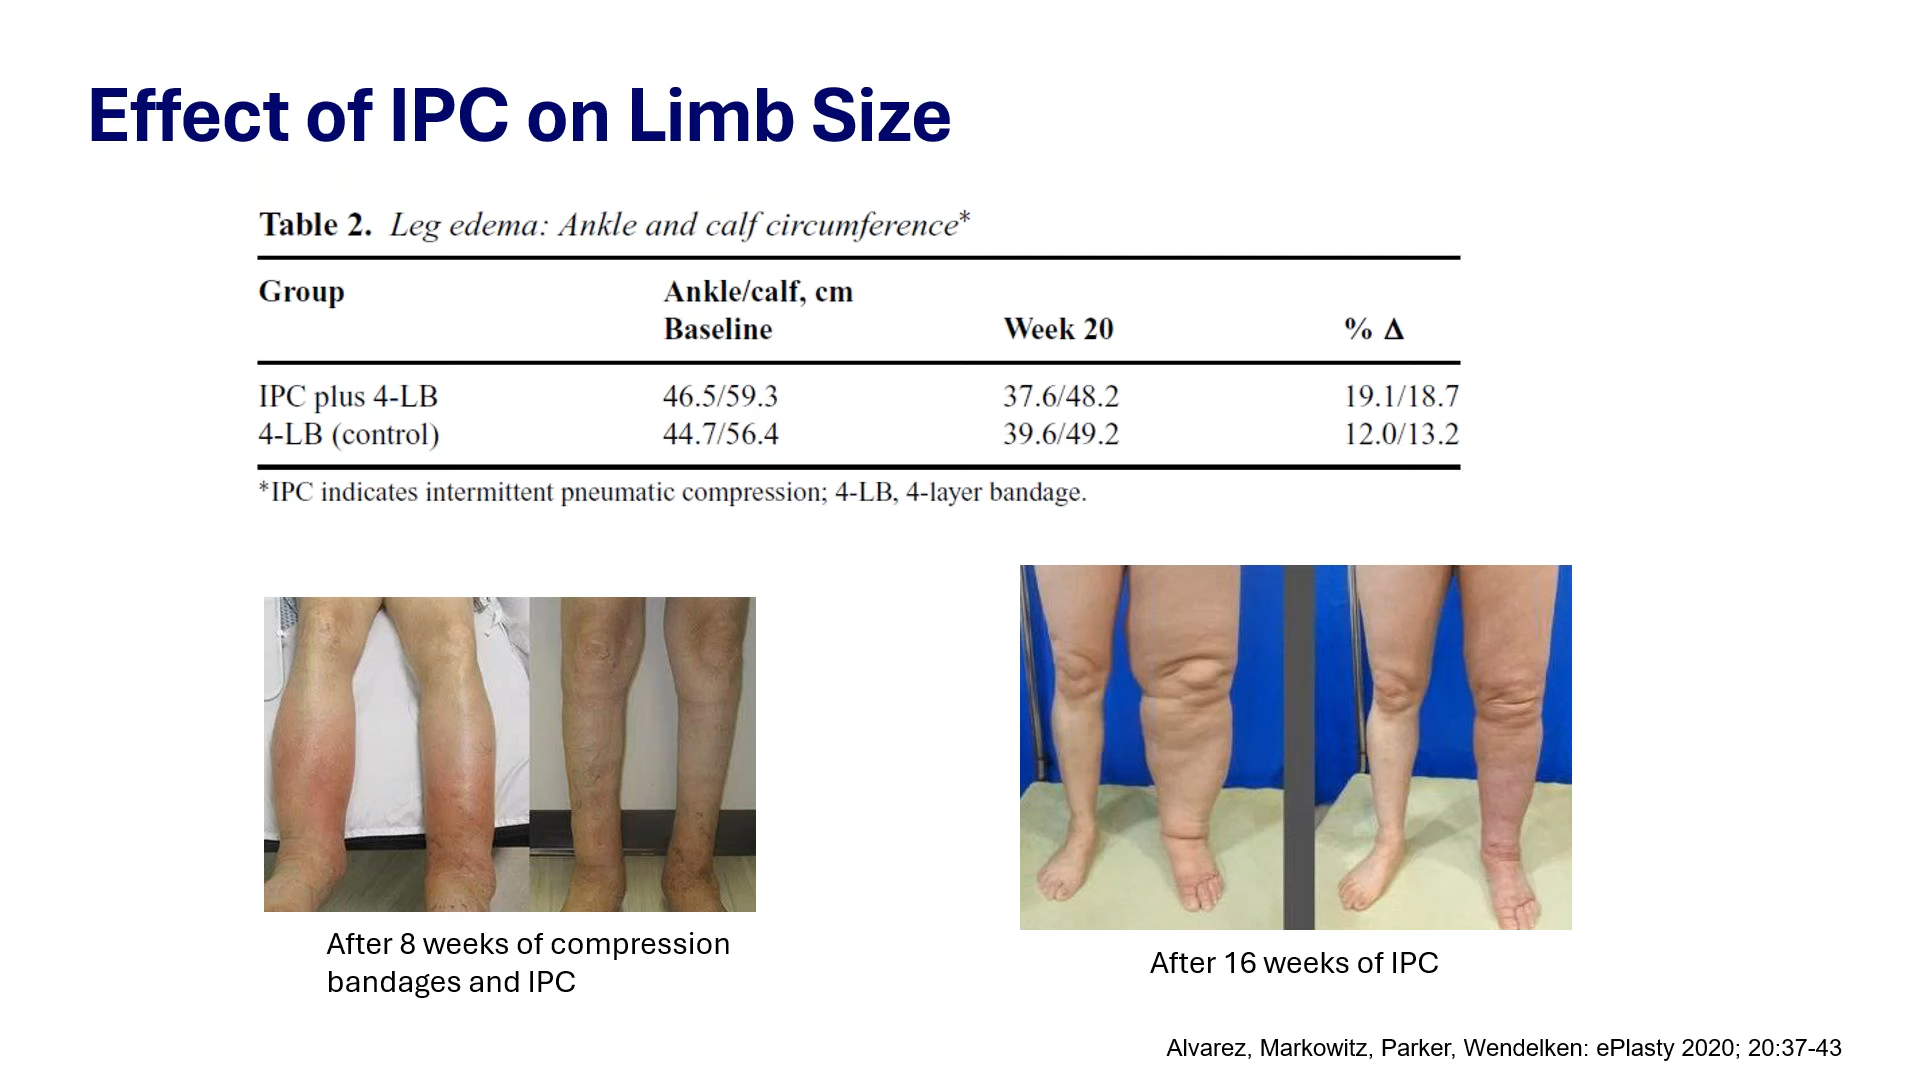 Effect of IPC on Limb Size
Table 2. Leg edema: Ankle and calf circumference*
Group Ankle/calf, cm
Baseline Week 20 % Δ
IPC plus 4-LB 46.5/59.3 37.6/48.2 19.1/18.7
4-LB (control) 44.7/56.4 39.6/49.2 12.0/13.2
*IPC indicates intermittent pneumatic compression; 4-LB, 4-layer bandage.
After 8 weeks of compression
bandages and IPC
After 16 weeks of IPC
Alvarez, Markowitz, Parker, Wendelken: ePlasty 2020; 20:37-43